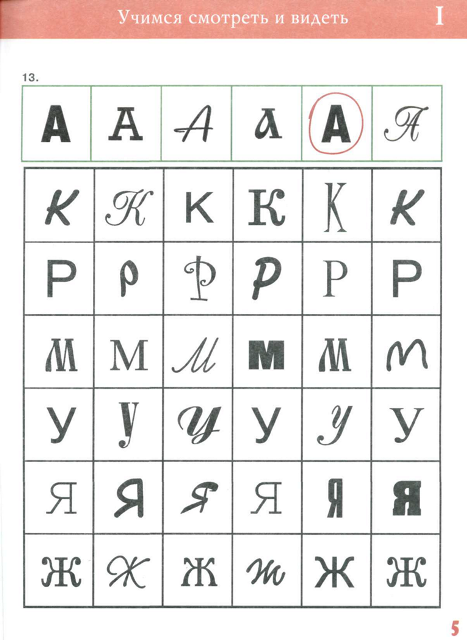 Учимся смотреть и видеть I
13.
А А А а А А
К К К К К К
Р Р Р Р Р Р
М М М М М М
У У У У У У
Я Я Я Я Я Я
Ж Ж Ж ж Ж Ж
5